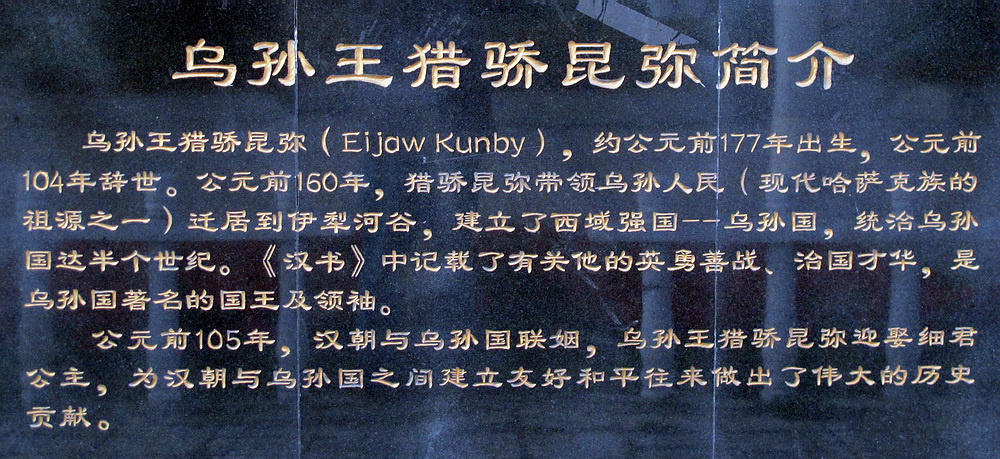 乌孙王猎骄昆弥简介
乌孙王猎骄昆弥（Eijaw Kunby），约公元前177年出生，公元前
104年辞世。公元前160年，猎骄昆弥带领乌孙人民（现代哈萨克族的
祖源之一）迁居到伊犁河谷，建立了西域强国--乌孙国，统治乌孙
国达半个世纪。《汉书》中记载了有关他的英勇善战、治国才华，是
乌孙国著名的国王及领袖。
公元前105年，汉朝与乌孙国联姻，乌孙王猎骄昆弥迎娶细君
公主，为汉朝与乌孙国之间建立友好和平往来做出了伟大的历史
贡献。